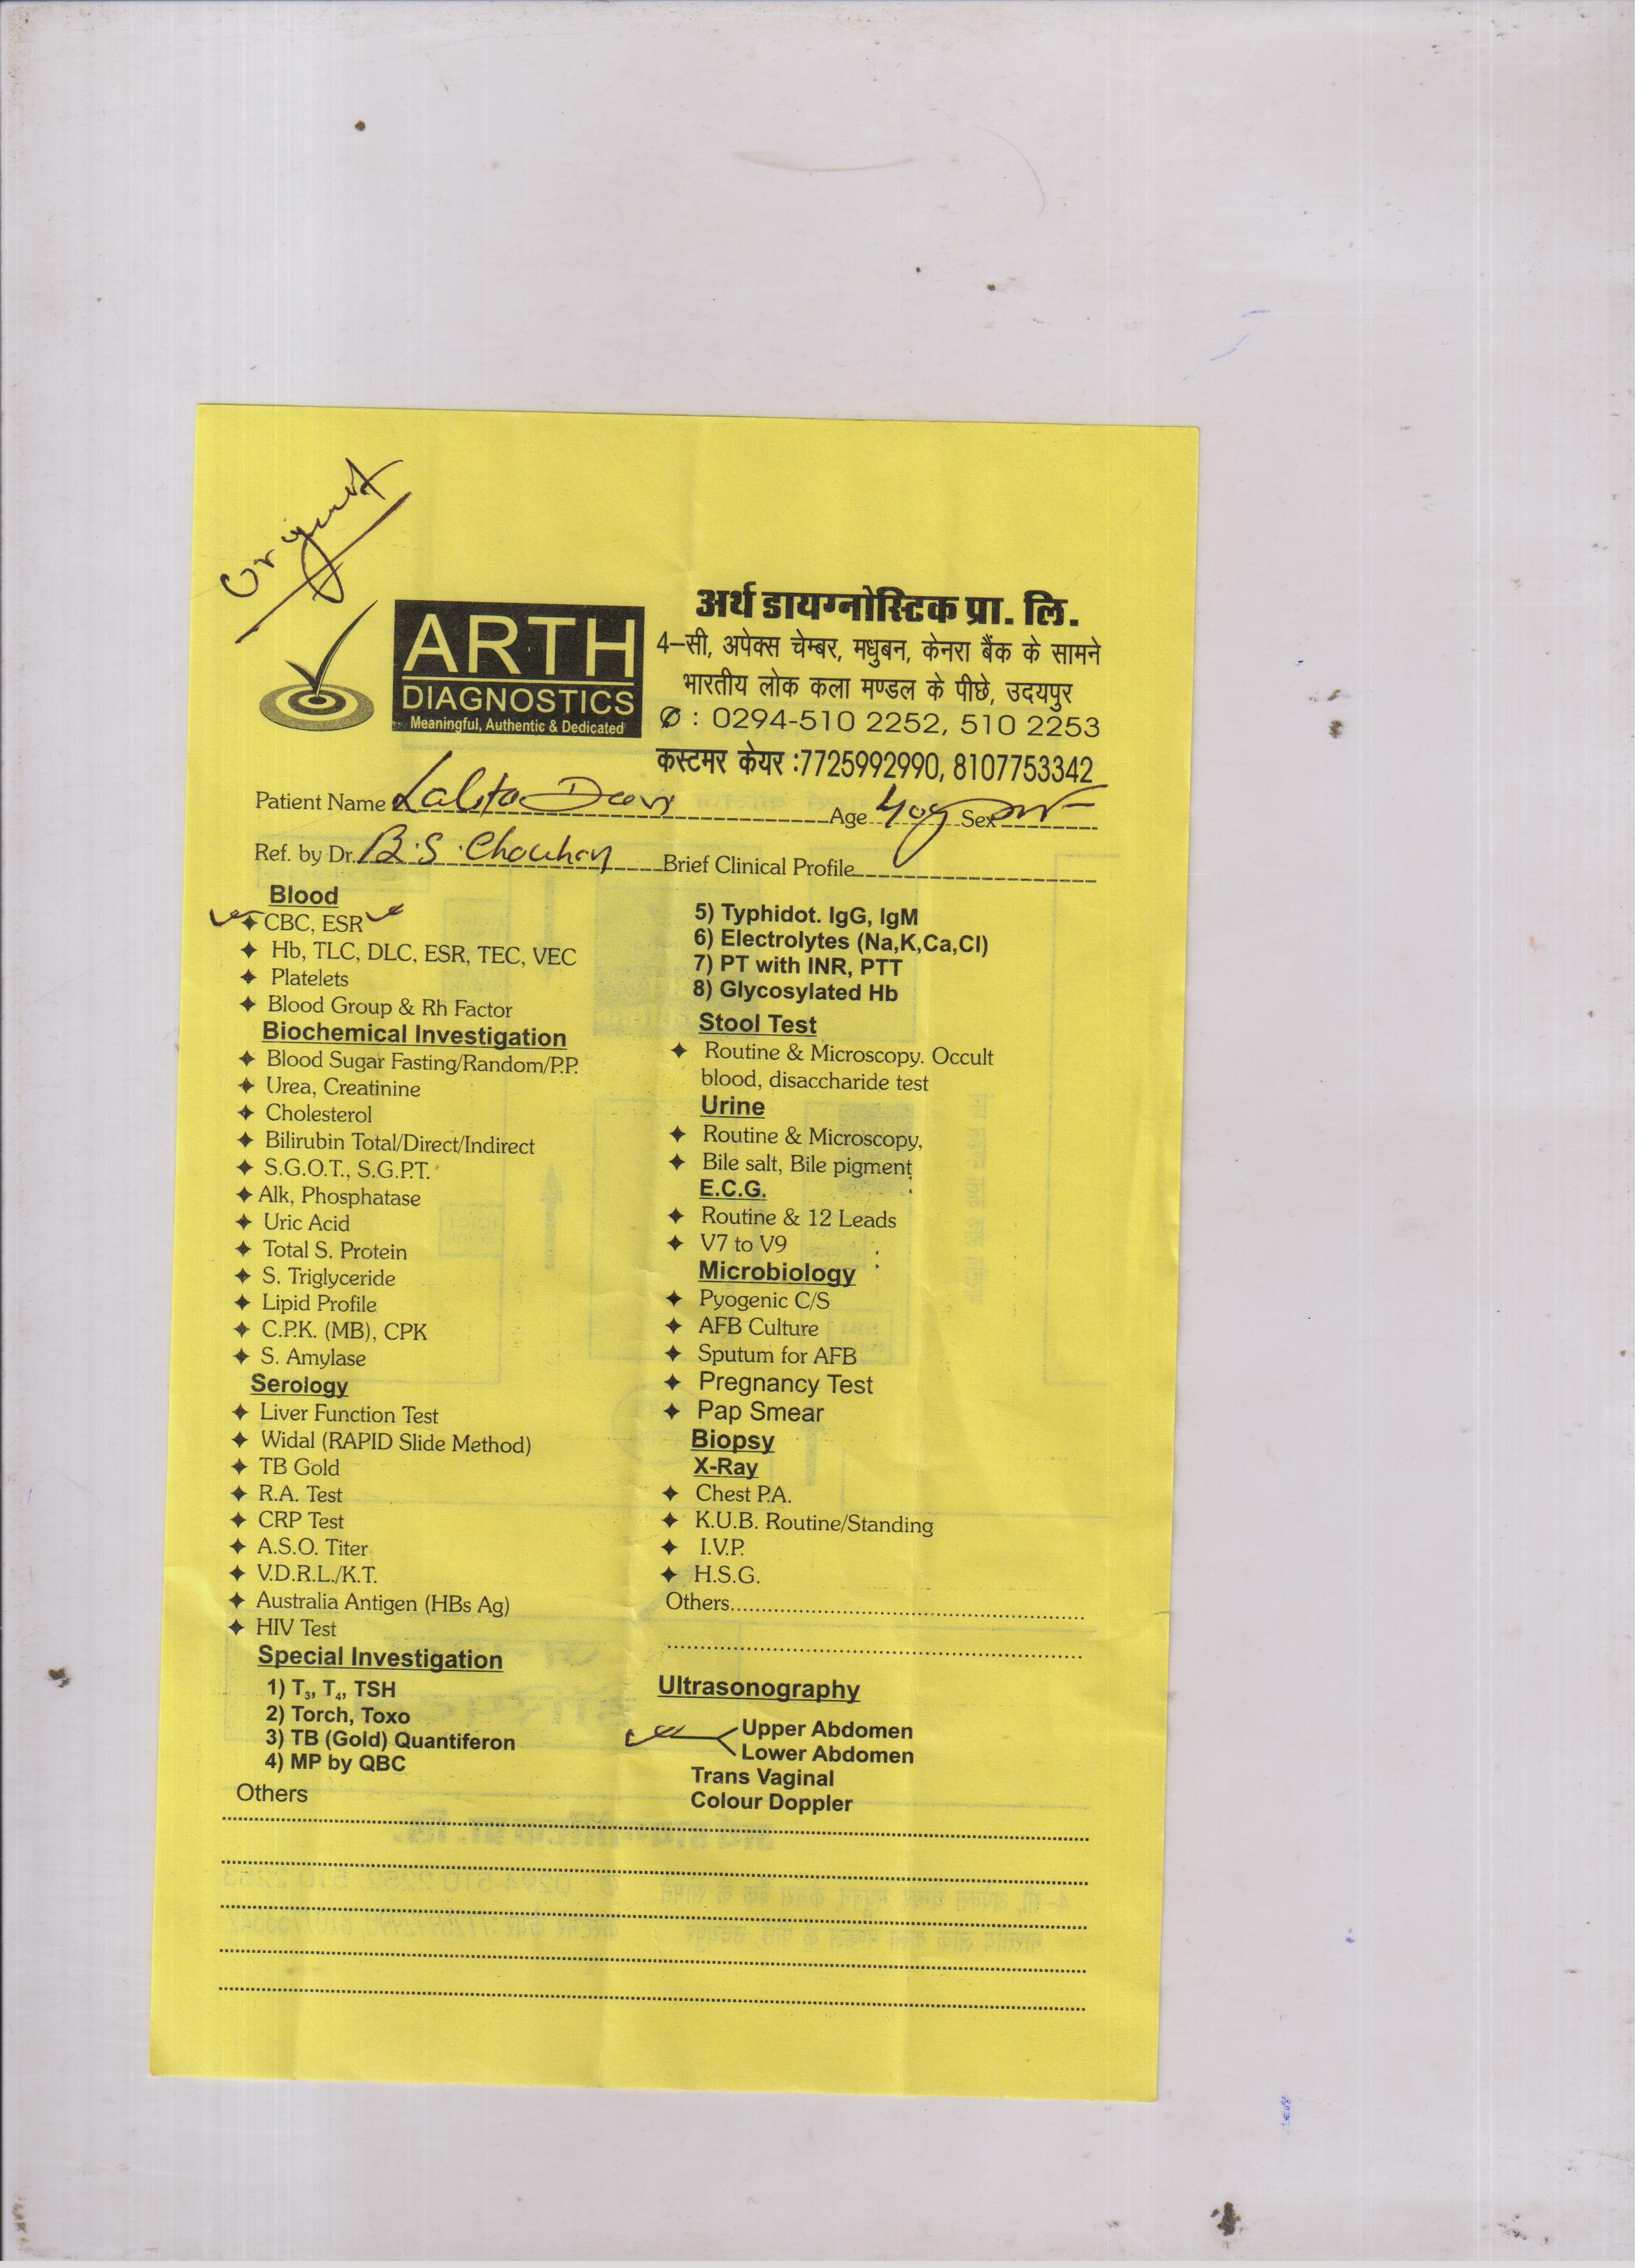 Urgent
ARTH
DIAGNOSTICS
Meaningful, Authentic & Dedicated
अर्थ डायग्नोस्टिक प्रा. लि.
4–सी, अपेक्स चेम्बर, मधुबन, केनरा बैंक के सामने
भारतीय लोक कला मण्डल के पीछे, उदयपुर
✆ : 0294-510 2252, 510 2253
कस्टमर केयर :7725992990, 8107753342
Patient Name Lalita Devi Age 40y Sex
Ref. by Dr. B.S. Chouhan Brief Clinical Profile
Blood
CBC, ESR
Hb, TLC, DLC, ESR, TEC, VEC
Platelets
Blood Group & Rh Factor
Biochemical Investigation
Blood Sugar Fasting/Random/P.P.
Urea, Creatinine
Cholesterol
Bilirubin Total/Direct/Indirect
S.G.O.T., S.G.P.T.
Alk, Phosphatase
Uric Acid
Total S. Protein
S. Triglyceride
Lipid Profile
C.P.K. (MB), CPK
S. Amylase
Serology
Liver Function Test
Widal (RAPID Slide Method)
TB Gold
R.A. Test
CRP Test
A.S.O. Titer
V.D.R.L./K.T.
Australia Antigen (HBs Ag)
HIV Test
Special Investigation
1) T₃, T₄, TSH
2) Torch, Toxo
3) TB (Gold) Quantiferon
4) MP by QBC
Others
5) Typhidot. IgG, IgM
6) Electrolytes (Na,K,Ca,Cl)
7) PT with INR, PTT
8) Glycosylated Hb
Stool Test
Routine & Microscopy. Occult
blood, disaccharide test
Urine
Routine & Microscopy,
Bile salt, Bile pigment
E.C.G.
Routine & 12 Leads
V7 to V9
Microbiology
Pyogenic C/S
AFB Culture
Sputum for AFB
Pregnancy Test
Pap Smear
Biopsy
X-Ray
Chest P.A.
K.U.B. Routine/Standing
I.V.P.
H.S.G.
Others
Ultrasonography
Upper Abdomen
Lower Abdomen
Trans Vaginal
Colour Doppler